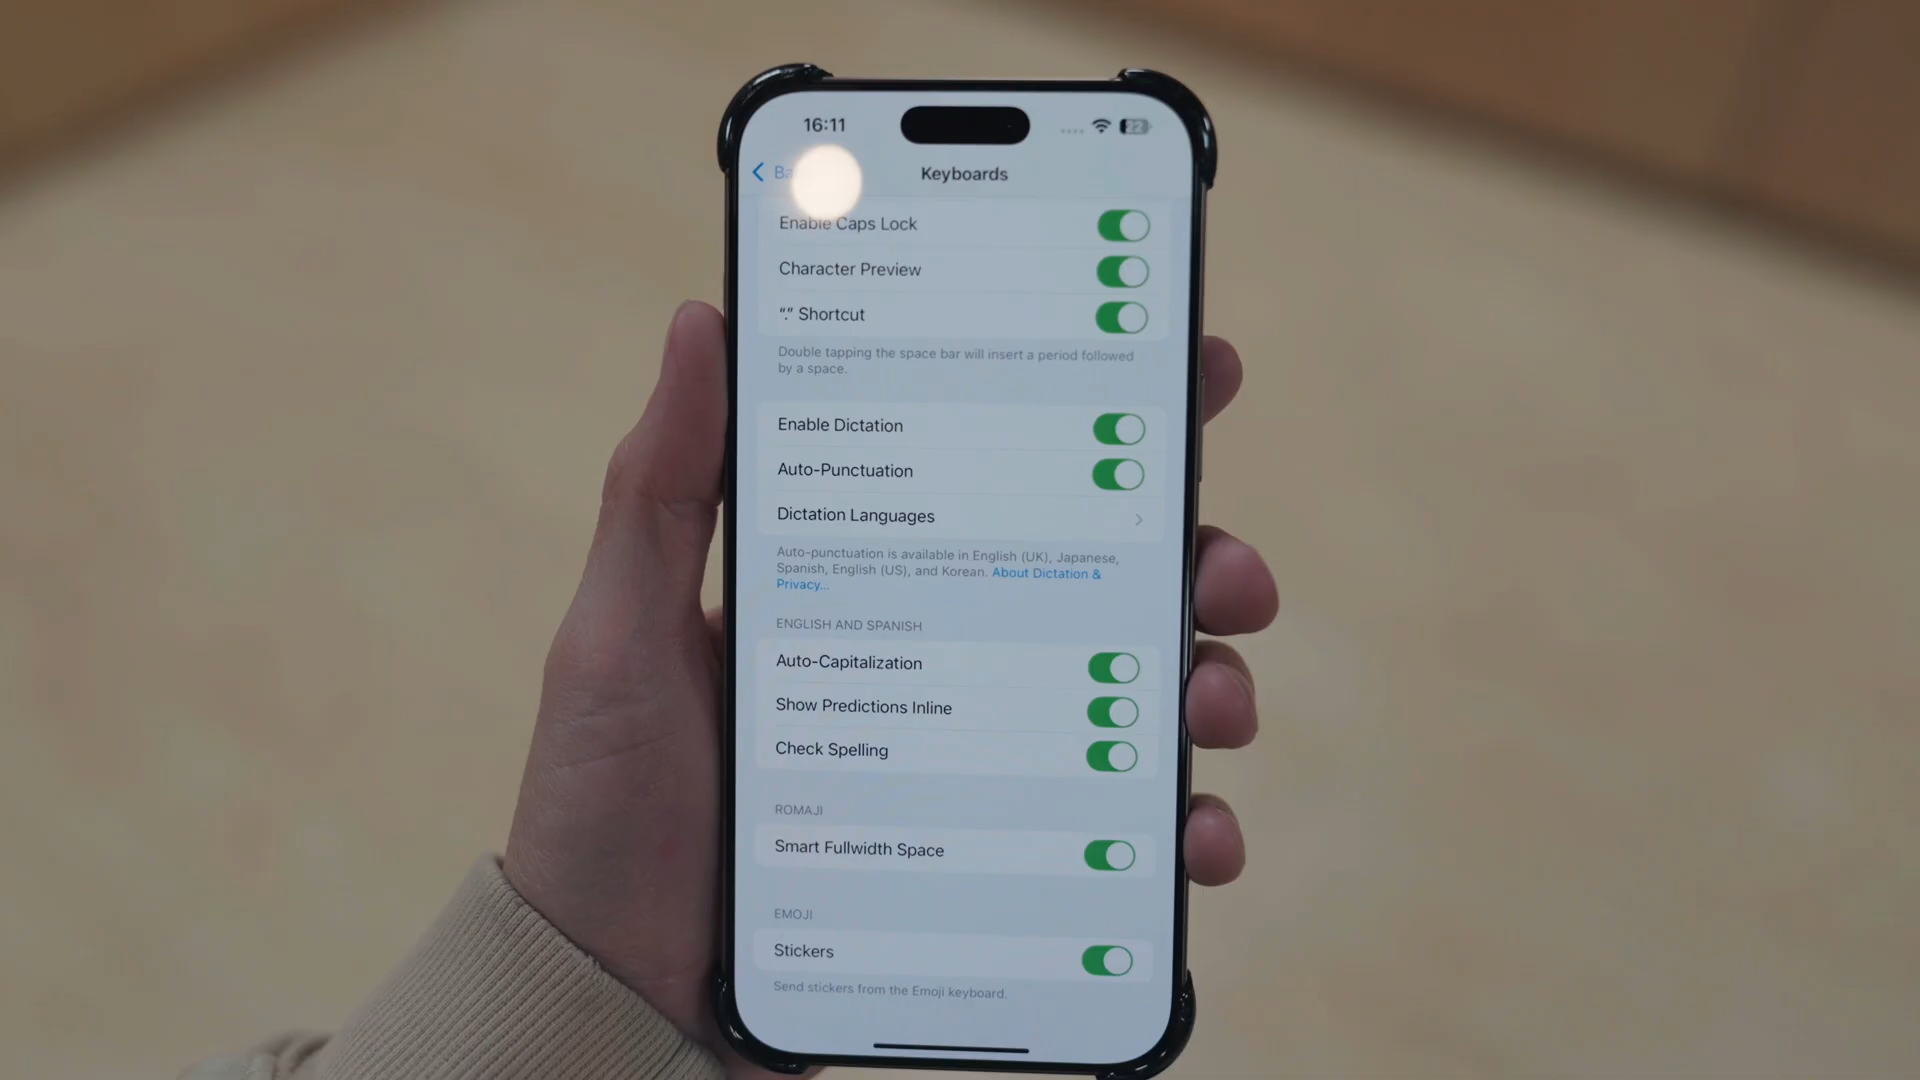 16:11
22
Ba
Keyboards
Enable Caps Lock
Character Preview
“.” Shortcut
Double tapping the space bar will insert a period followed
by a space.
Enable Dictation
Auto-Punctuation
Dictation Languages
Auto-punctuation is available in English (UK), Japanese,
Spanish, English (US), and Korean. About Dictation &
Privacy...
ENGLISH AND SPANISH
Auto-Capitalization
Show Predictions Inline
Check Spelling
ROMAJI
Smart Fullwidth Space
EMOJI
Stickers
Send stickers from the Emoji keyboard.